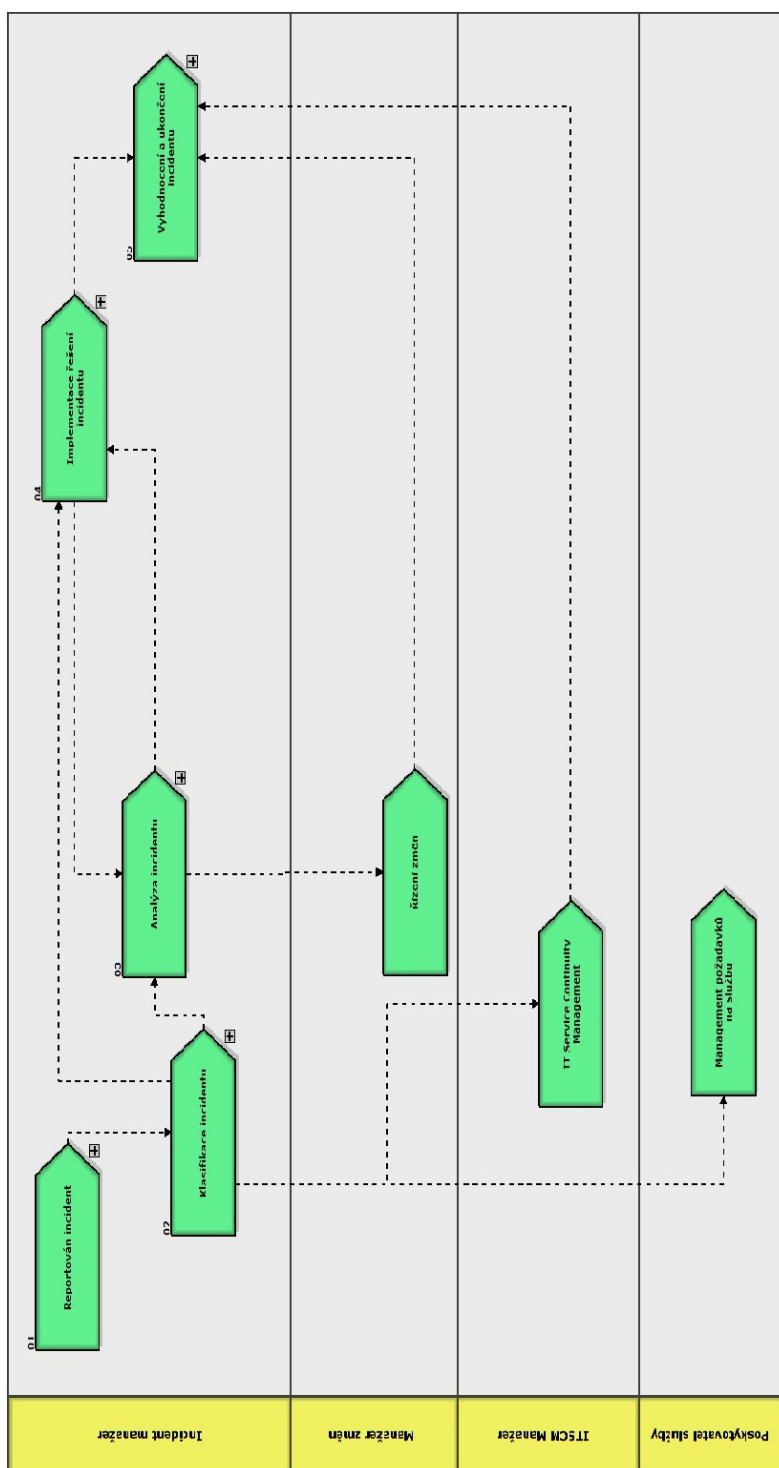 Incident manažer
01
Reportován incident
02
Klasifikace incidentu
03
Analýza incidentu
04
Implementace řešení
incidentu
05
Vyhodnocení a ukončení
incidentu
Manažer změn
Řízení změn
ITSCM Manažer
IT Service Continuity
Management
Poskytovatel služby
Management požadavků
na službu